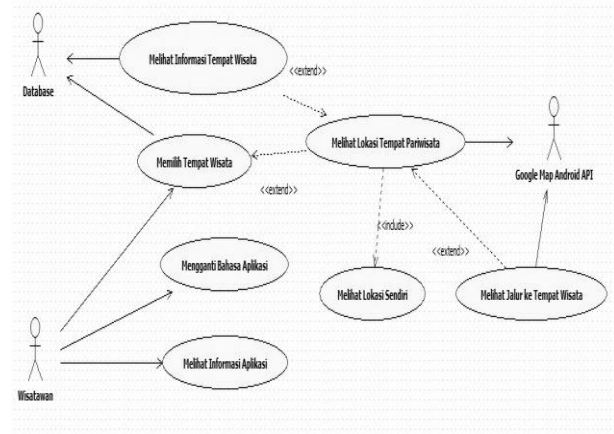 Melihat Informasi Tempat Wisata
<<extend>>
Database
Melihat Lokasi Tempat Pariwisata
Memilih Tempat Wisata
Google Map Android API
<<extend>>
<<include>>
<<extend>>
Mengganti Bahasa Aplikasi
Melihat Lokasi Sendiri
Melihat Jalur ke Tempat Wisata
Melihat Informasi Aplikasi
Wisatawan